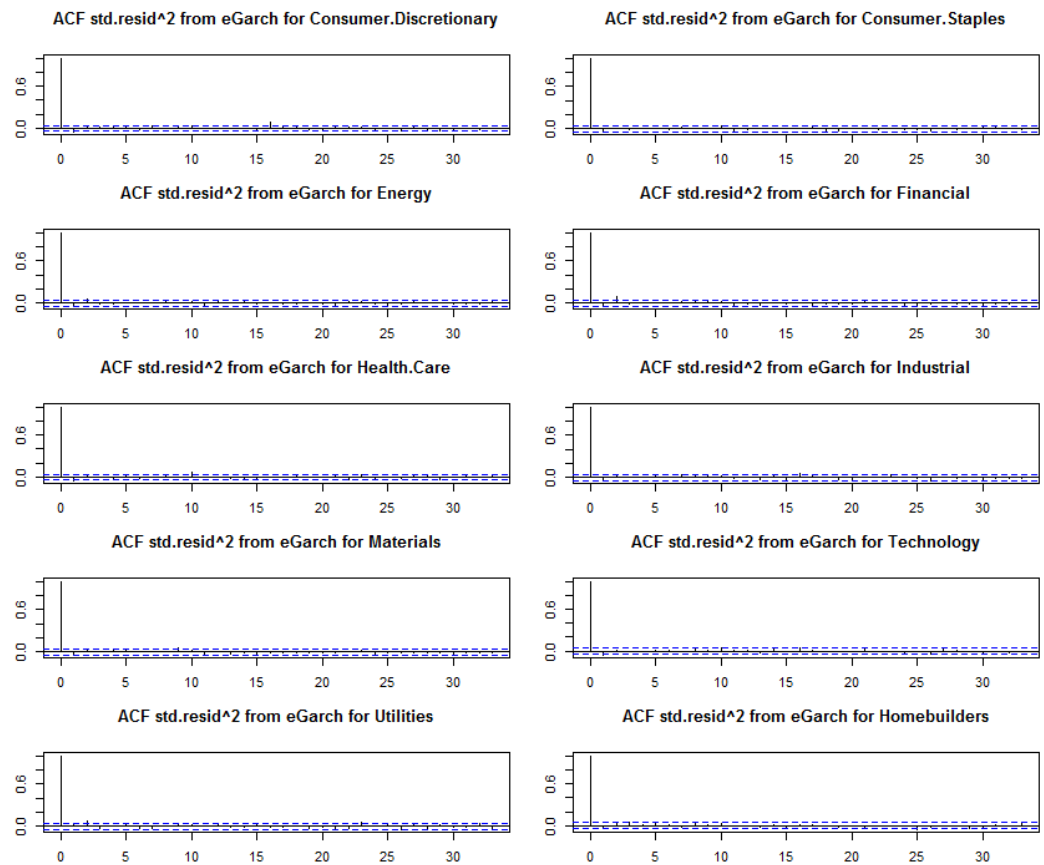 ACF std.resid^2 from eGarch for Consumer.Discretionary
0.0 0.6
0 5 10 15 20 25 30
ACF std.resid^2 from eGarch for Consumer.Staples
0.0 0.6
0 5 10 15 20 25 30
ACF std.resid^2 from eGarch for Energy
0.0 0.6
0 5 10 15 20 25 30
ACF std.resid^2 from eGarch for Financial
0.0 0.6
0 5 10 15 20 25 30
ACF std.resid^2 from eGarch for Health.Care
0.0 0.6
0 5 10 15 20 25 30
ACF std.resid^2 from eGarch for Industrial
0.0 0.6
0 5 10 15 20 25 30
ACF std.resid^2 from eGarch for Materials
0.0 0.6
0 5 10 15 20 25 30
ACF std.resid^2 from eGarch for Technology
0.0 0.6
0 5 10 15 20 25 30
ACF std.resid^2 from eGarch for Utilities
0.0 0.6
0 5 10 15 20 25 30
ACF std.resid^2 from eGarch for Homebuilders
0.0 0.6
0 5 10 15 20 25 30